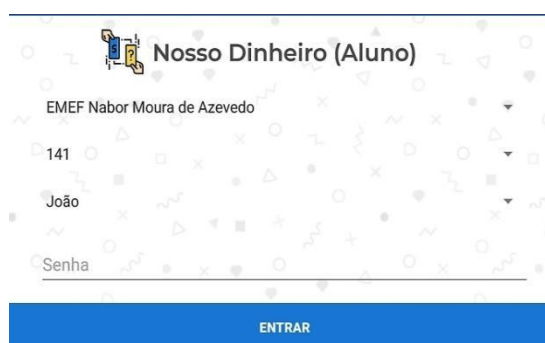 Nosso Dinheiro (Aluno)
EMEF Nabor Moura de Azevedo
141
João
Senha
ENTRAR